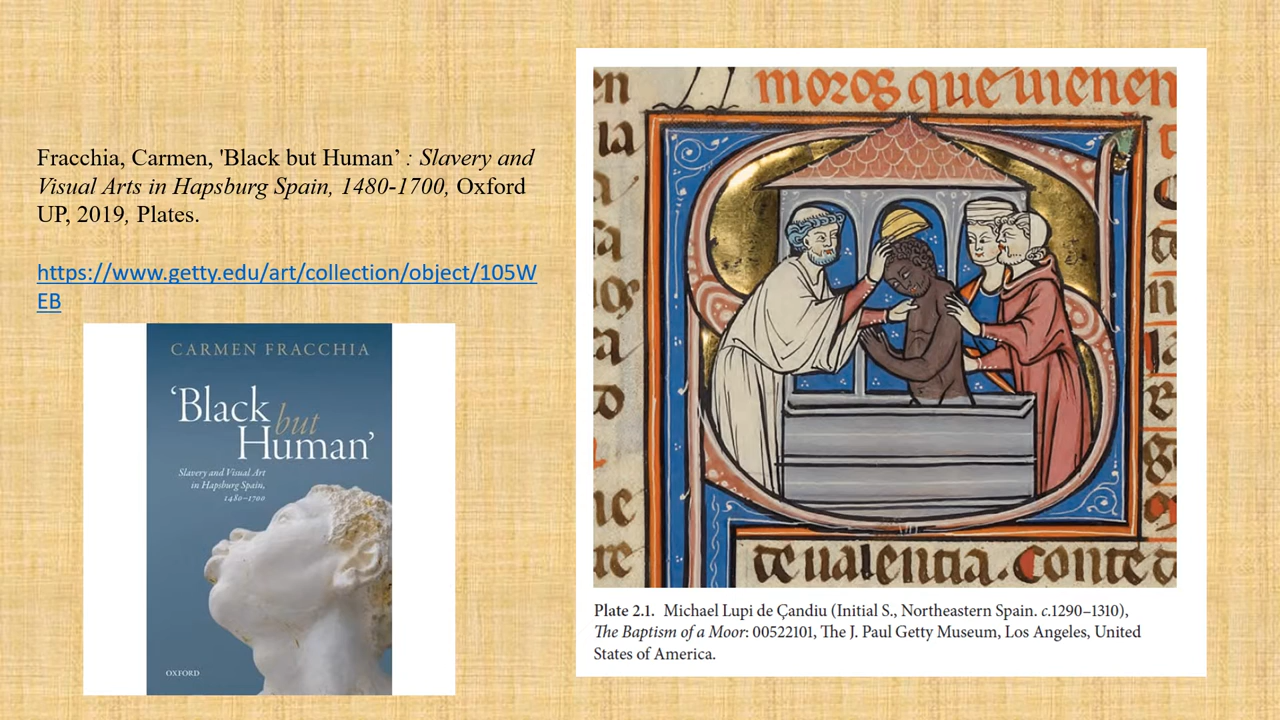 Fracchia, Carmen, 'Black but Human’ : Slavery and
Visual Arts in Hapsburg Spain, 1480-1700, Oxford
UP, 2019, Plates.
https://www.getty.edu/art/collection/object/105W
EB
CARMEN FRACCHIA
‘Black but
Human’
Slavery and Visual Art
in Hapsburg Spain,
1480–1700
OXFORD
moros que uienen
de ualentia. Conte
Plate 2.1. Michael Lupi de Çandiu (Initial S., Northeastern Spain. c.1290–1310),
The Baptism of a Moor: 00522101, The J. Paul Getty Museum, Los Angeles, United
States of America.